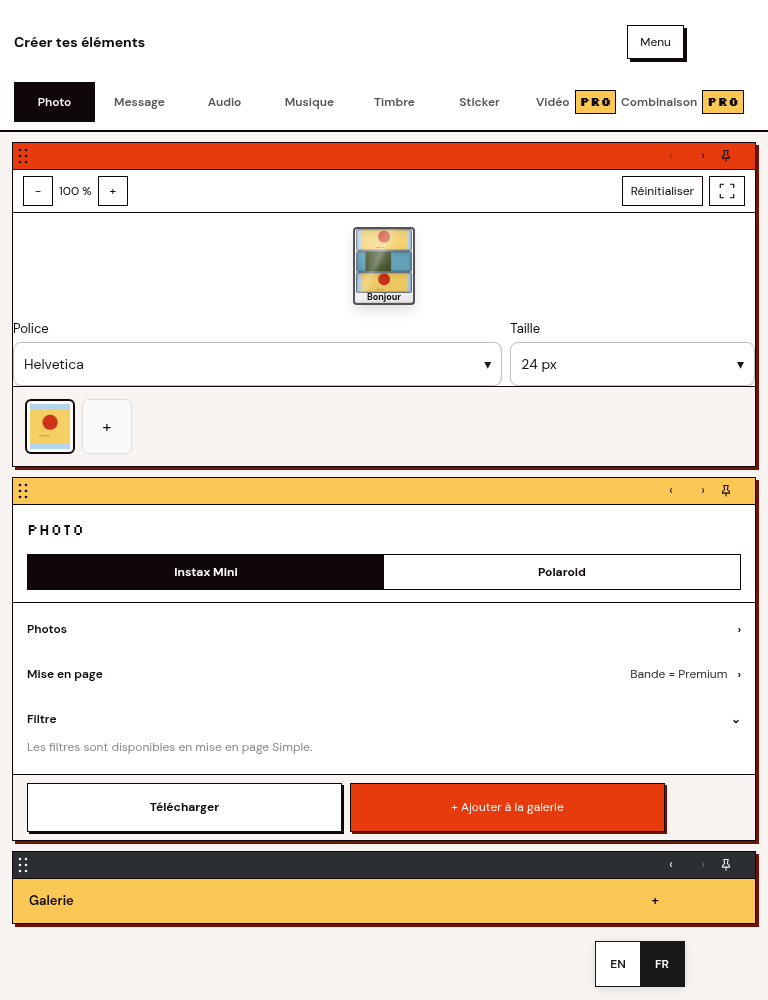 Créer tes éléments
Menu
Photo Message Audio Musique Timbre Sticker Vidéo PRO Combinaison PRO
− 100 % + Réinitialiser
Bonjour
Police Taille
Helvetica 24 px
+
PHOTO
Instax Mini Polaroid
Photos
Mise en page Bande = Premium
Filtre
Les filtres sont disponibles en mise en page Simple.
Télécharger + Ajouter à la galerie
Galerie +
EN FR